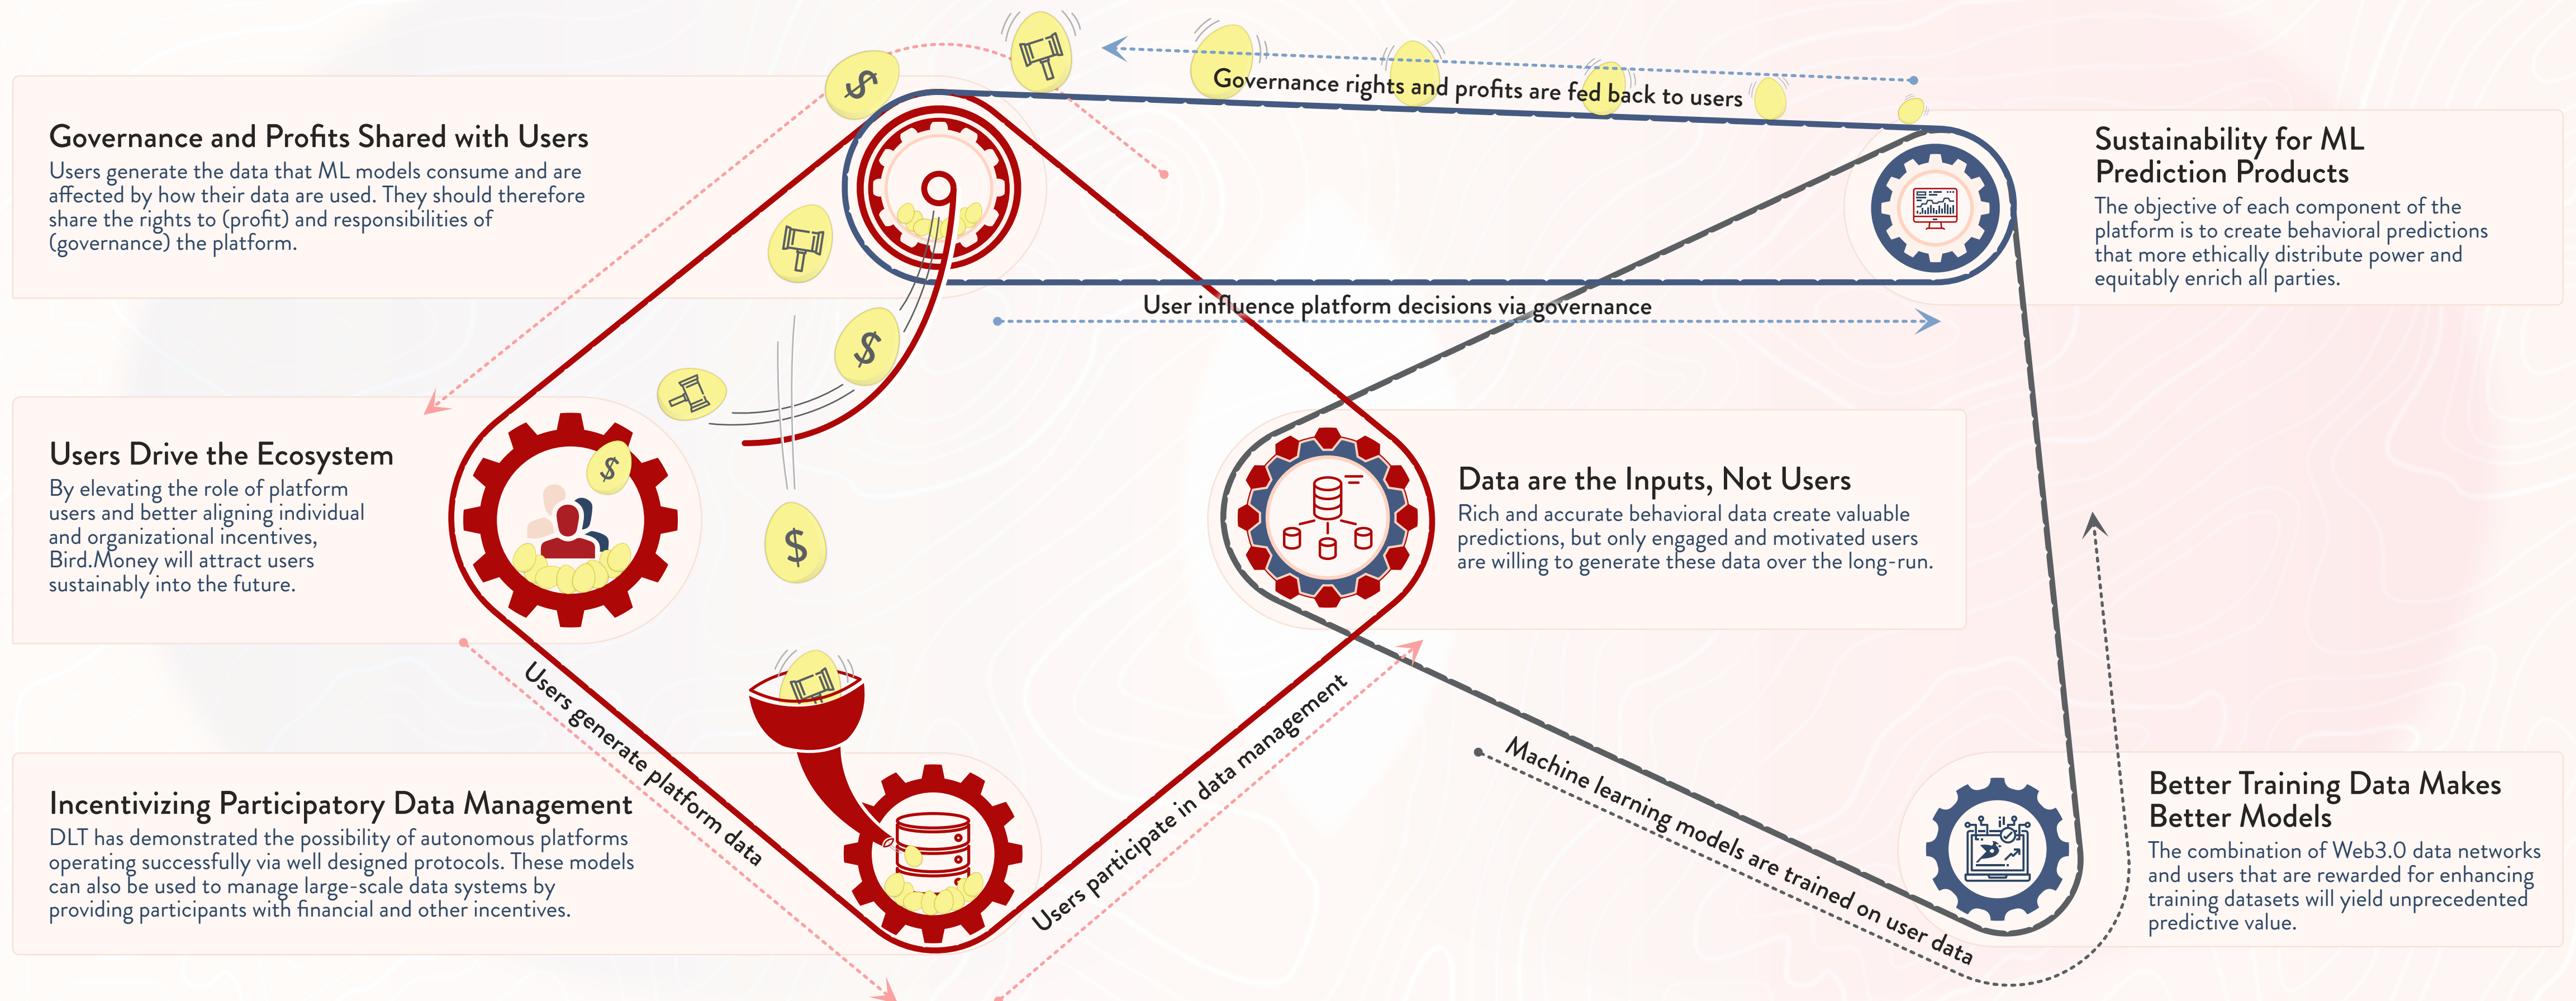 Governance rights and profits are fed back to users
Governance and Profits Shared with Users
Users generate the data that ML models consume and are
affected by how their data are used. They should therefore
share the rights to (profit) and responsibilities of
(governance) the platform.
$
$
$
$
Sustainability for ML
Prediction Products
The objective of each component of the
platform is to create behavioral predictions
that more ethically distribute power and
equitably enrich all parties.
User influence platform decisions via governance
Users Drive the Ecosystem
By elevating the role of platform
users and better aligning individual
and organizational incentives,
Bird.Money will attract users
sustainably into the future.
Data are the Inputs, Not Users
Rich and accurate behavioral data create valuable
predictions, but only engaged and motivated users
are willing to generate these data over the long-run.
Users generate platform data
Users participate in data management
Machine learning models are trained on user data
Incentivizing Participatory Data Management
DLT has demonstrated the possibility of autonomous platforms
operating successfully via well designed protocols. These models
can also be used to manage large-scale data systems by
providing participants with financial and other incentives.
Better Training Data Makes
Better Models
The combination of Web3.0 data networks
and users that are rewarded for enhancing
training datasets will yield unprecedented
predictive value.